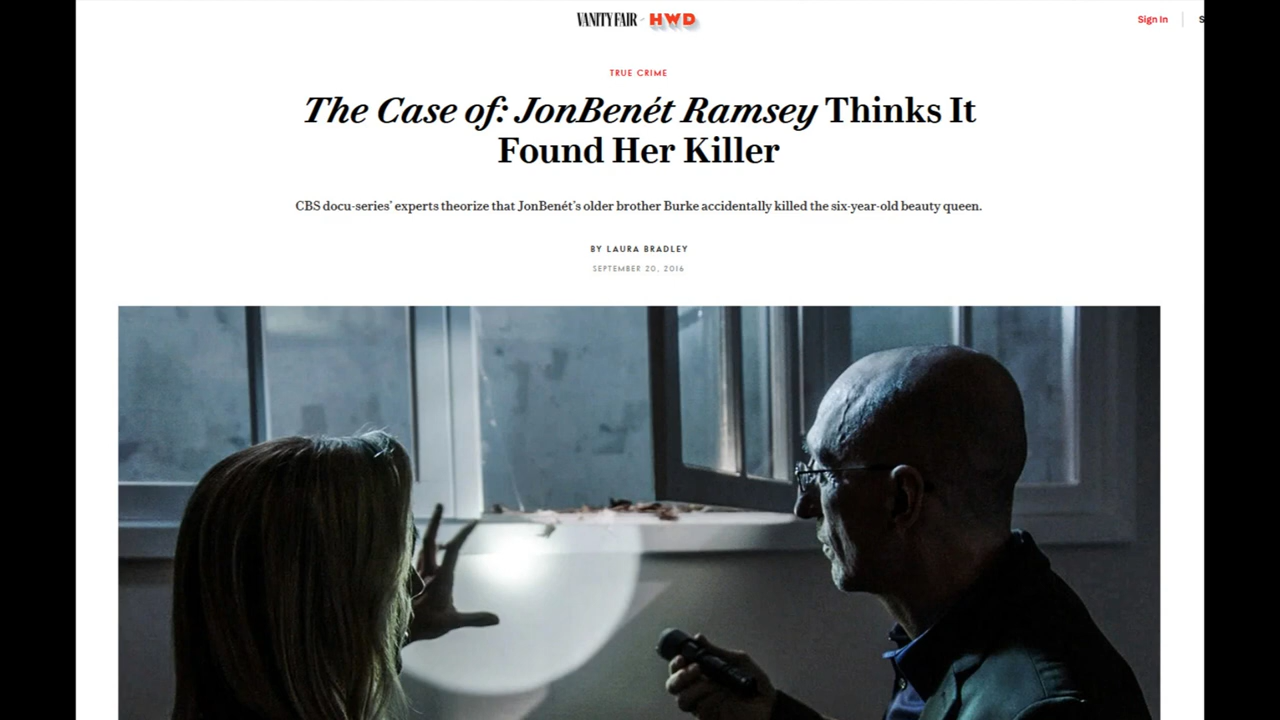 VANITY FAIR HWD
Sign In
S
TRUE CRIME
The Case of: JonBenét Ramsey Thinks It
Found Her Killer
CBS docu-series’ experts theorize that JonBenét’s older brother Burke accidentally killed the six-year-old beauty queen.
BY LAURA BRADLEY
SEPTEMBER 20, 2016